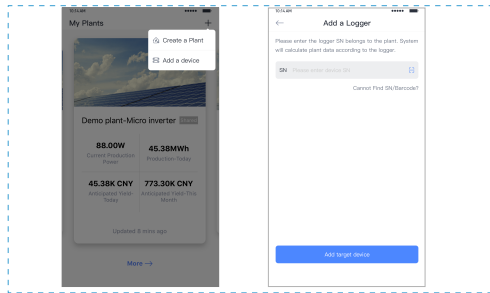 10:14 AM
My Plants
+
Create a Plant
Add a device
Demo plant-Micro inverter
88.00W
Current Production
Power
45.38MWh
Production-Today
45.38K CNY
Anticipated Yield-
Today
773.30K CNY
Anticipated Yield-This
Month
Updated 8 mins ago
More →
10:14 AM
← Add a Logger
Please enter the logger SN belongs to the plant. System
will calculate plant data according to the logger.
SN Please enter device SN
Cannot Find SN/Barcode?
Add target device